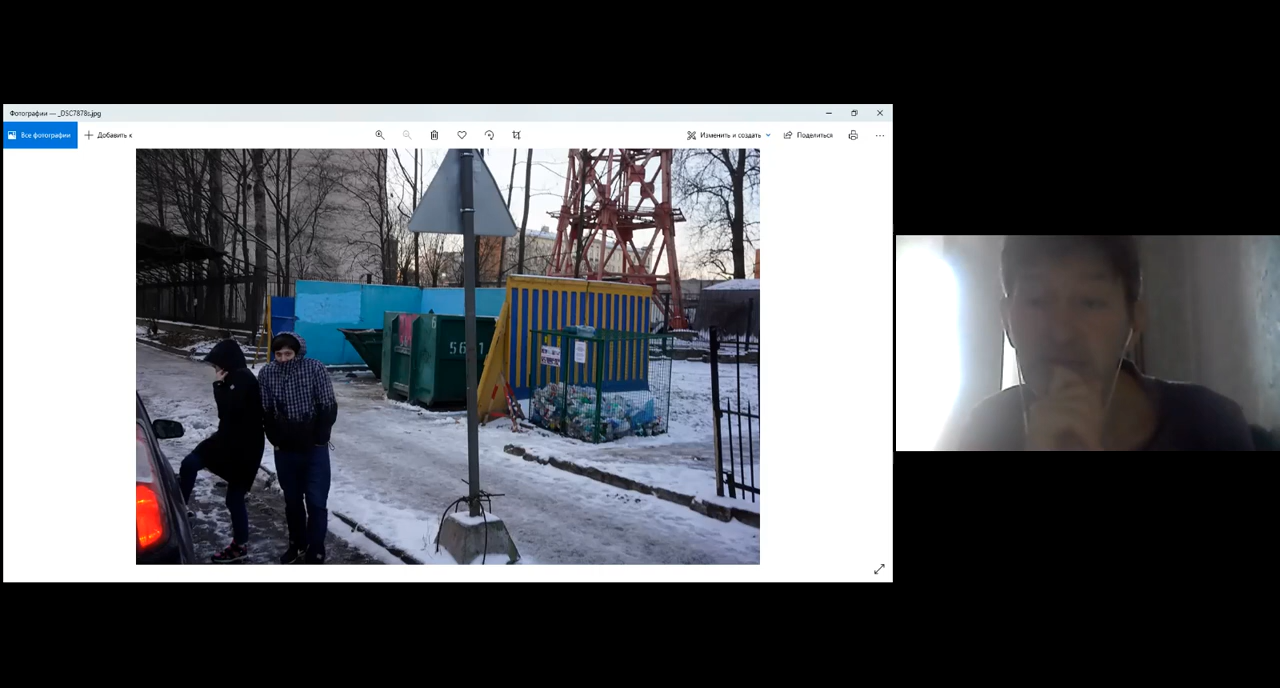 Фотографии — _DSC7878s.jpg
Все фотографии
Добавить к
Изменить и создать
Поделиться